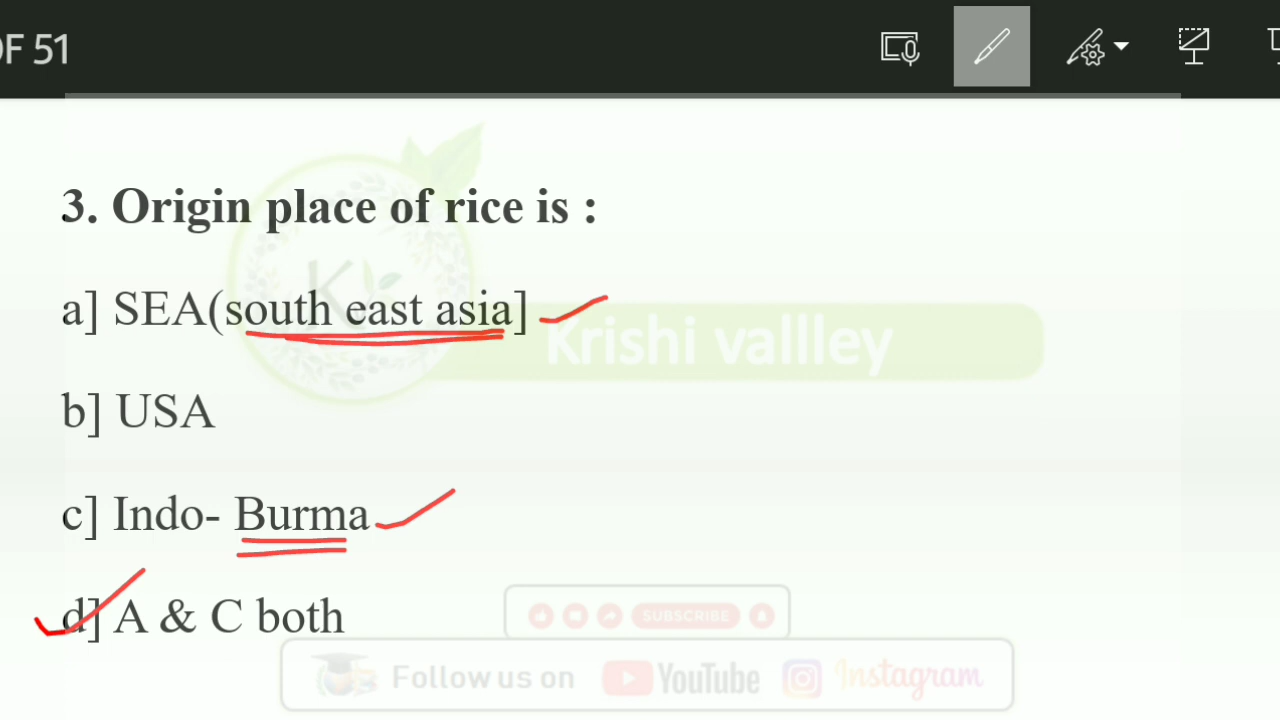 OF 51
3. Origin place of rice is :
a] SEA(south east asia]
Krishi vallley
b] USA
c] Indo- Burma
d] A & C both
SUBSCRIBE
Follow us on YouTube Instagram